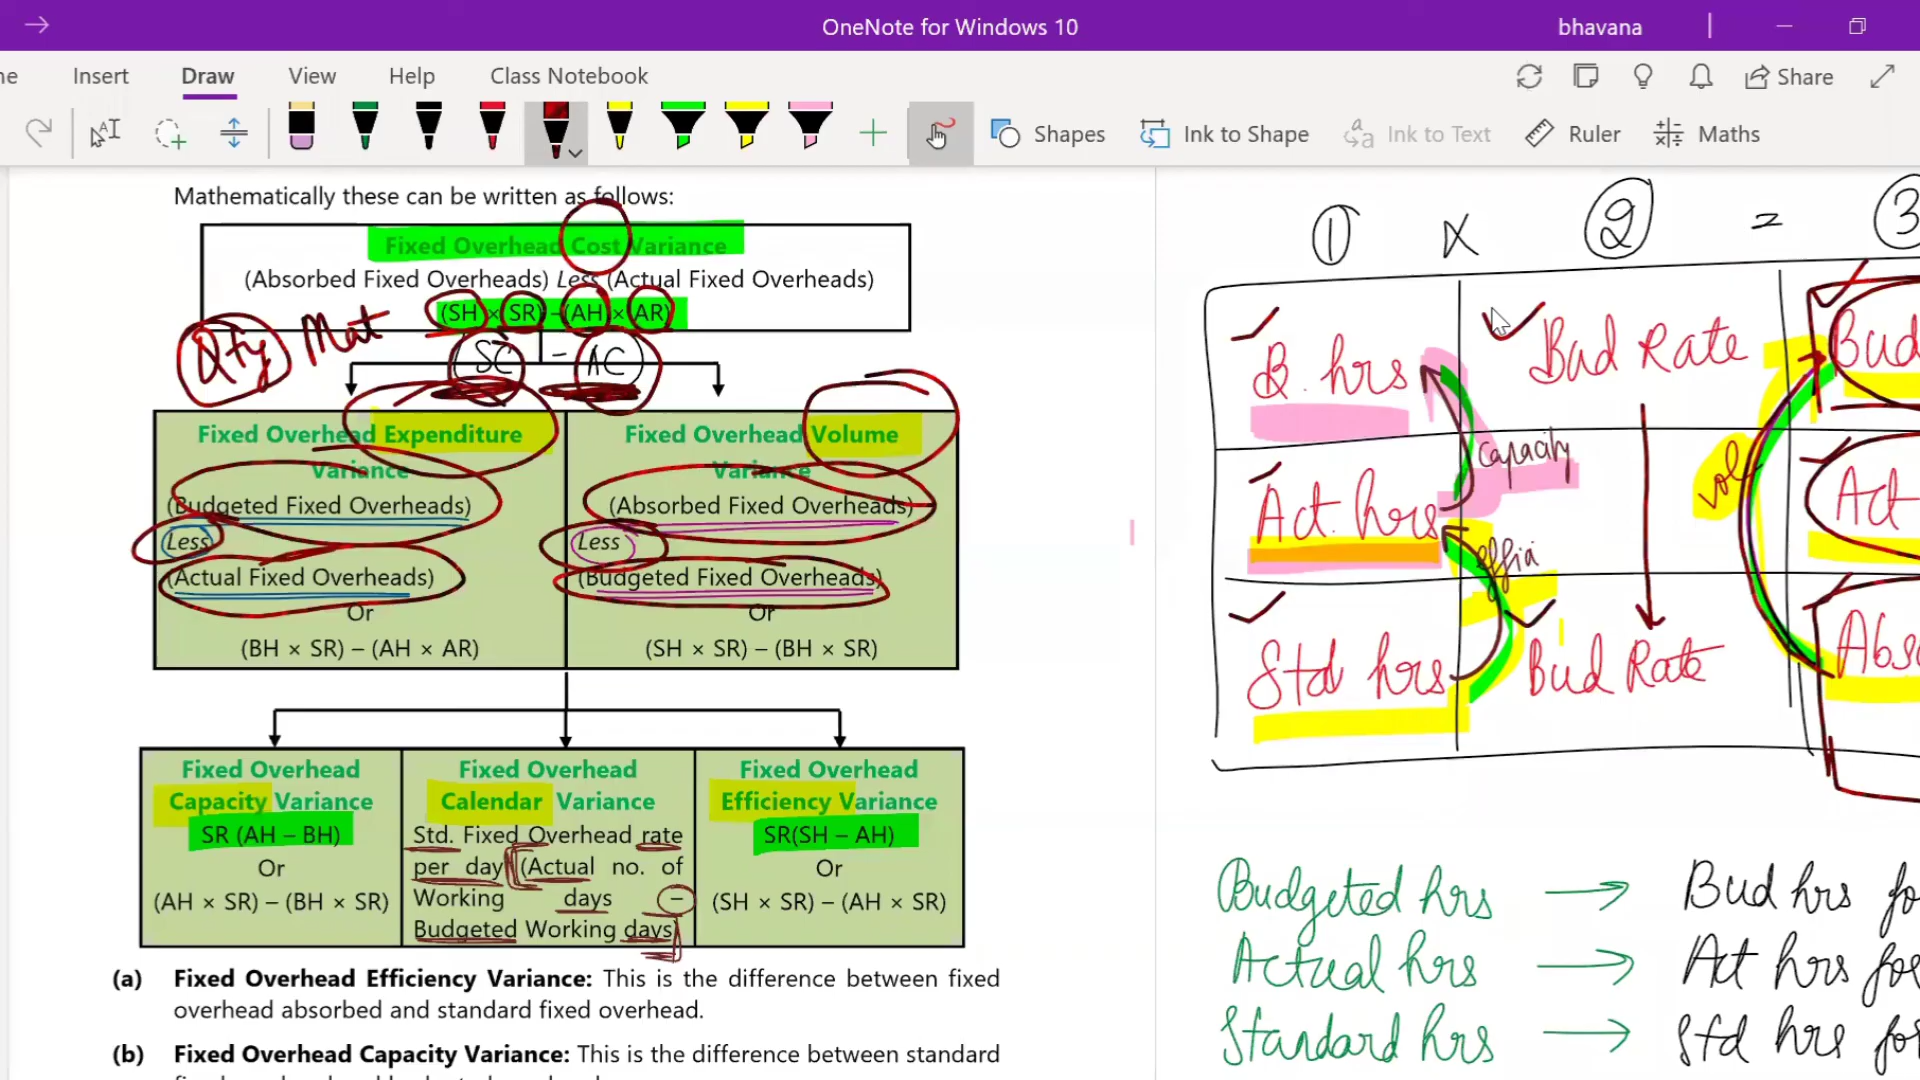 OneNote for Windows 10
bhavana
Insert Draw View Help Class Notebook
Share
Shapes Ink to Shape Ink to Text Ruler Maths
Mathematically these can be written as follows:
Fixed Overhead Cost Variance
(Absorbed Fixed Overheads) Less (Actual Fixed Overheads)
(SH × SR) – (AH × AR)
Qty Mat
SC – AC
Fixed Overhead Expenditure
Variance
(Budgeted Fixed Overheads)
Less
(Actual Fixed Overheads)
Or
(BH × SR) – (AH × AR)
Fixed Overhead Volume
Variance
(Absorbed Fixed Overheads)
Less
(Budgeted Fixed Overheads)
Or
(SH × SR) – (BH × SR)
Fixed Overhead
Capacity Variance
SR (AH – BH)
Or
(AH × SR) – (BH × SR)
Fixed Overhead
Calendar Variance
Std. Fixed Overhead rate
per day (Actual no. of
Working days –
Budgeted Working days)
Fixed Overhead
Efficiency Variance
SR(SH – AH)
Or
(SH × SR) – (AH × SR)
(a) Fixed Overhead Efficiency Variance: This is the difference between fixed
overhead absorbed and standard fixed overhead.
(b) Fixed Overhead Capacity Variance: This is the difference between standard
1 × 2 = 3
B. hrs Bud Rate Bud
capacity
Act. hrs Act
vol
effi
Std hrs Bud Rate Abs
Budgeted hrs → Bud hrs fo
Actual hrs → Act hrs for
Standard hrs → Std hrs for